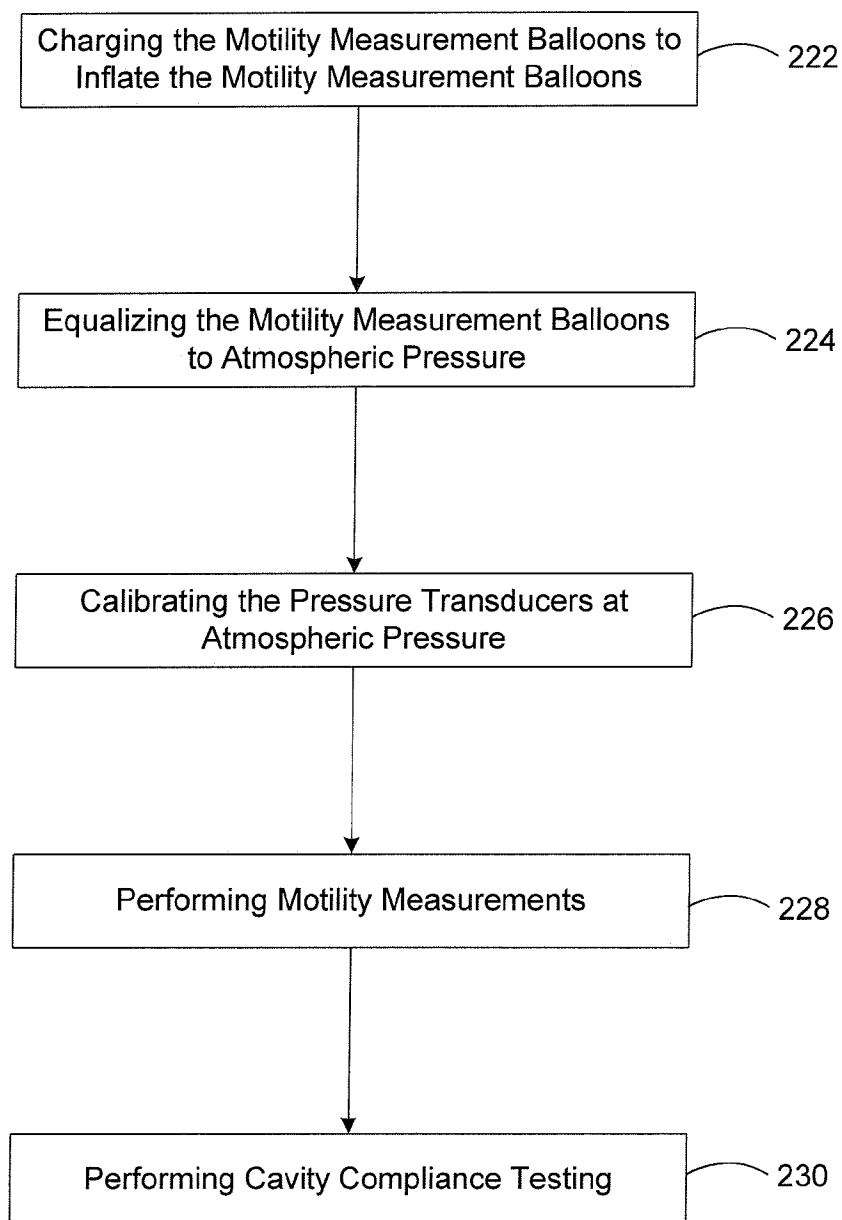 Charging the Motility Measurement Balloons to
Inflate the Motility Measurement Balloons
222
Equalizing the Motility Measurement Balloons
to Atmospheric Pressure
224
Calibrating the Pressure Transducers at
Atmospheric Pressure
226
Performing Motility Measurements
228
Performing Cavity Compliance Testing
230